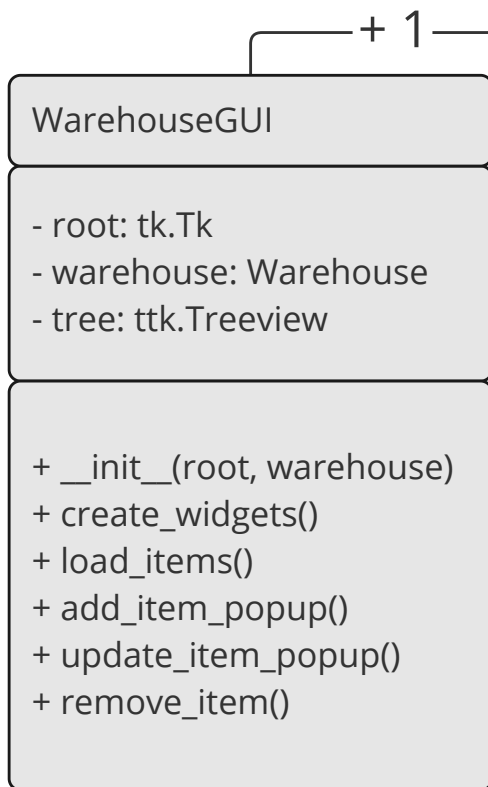 + 1
WarehouseGUI
- root: tk.Tk
- warehouse: Warehouse
- tree: ttk.Treeview
+ __init__(root, warehouse)
+ create_widgets()
+ load_items()
+ add_item_popup()
+ update_item_popup()
+ remove_item()